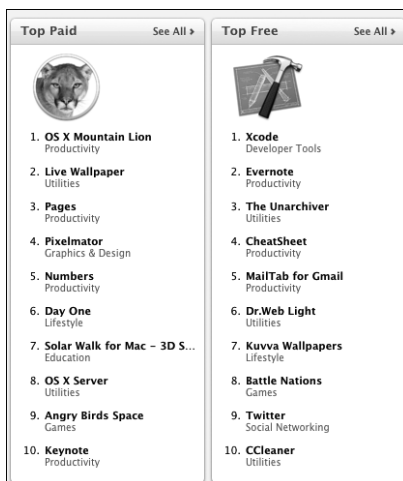 Top Paid See All ›
1. OS X Mountain Lion
Productivity
2. Live Wallpaper
Utilities
3. Pages
Productivity
4. Pixelmator
Graphics & Design
5. Numbers
Productivity
6. Day One
Lifestyle
7. Solar Walk for Mac – 3D S...
Education
8. OS X Server
Utilities
9. Angry Birds Space
Games
10. Keynote
Productivity
Top Free See All ›
1. Xcode
Developer Tools
2. Evernote
Productivity
3. The Unarchiver
Utilities
4. CheatSheet
Productivity
5. MailTab for Gmail
Productivity
6. Dr.Web Light
Utilities
7. Kuvva Wallpapers
Lifestyle
8. Battle Nations
Games
9. Twitter
Social Networking
10. CCleaner
Utilities